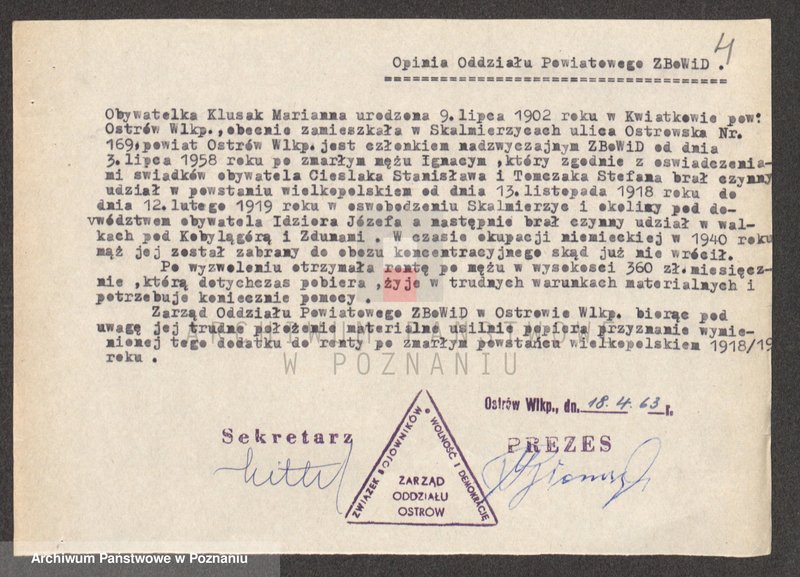 4
Opinia Oddziału Powiatowego ZBoWiD .
Obywatelka Klusak Marianna urodzona 9. lipca 1902 roku w Kwiatkowie pow:
Ostrów Wlkp.,obecnie zamieszkała w Skalmierzycach ulica Ostrowska Nr.
169,powiat Ostrów Wlkp. jest członkiem nadzwyczajnym ZBoWiD od dnia
3. lipca 1958 roku po zmarłym mężu Ignacym ,który zgodnie z oswiadczenia-
mi swiadków obywatela Cieslaka Stanisława i Tomczaka Stefana brał czynny
udział w powstaniu wielkopolskiem od dnia 13.listopada 1918 roku do
dnia 12.lutego 1919 roku w oswobodzeniu Skalmierzyc i okolicy pod do-
wództwem obywatela Idziora Józefa a następnie brał czynny udział w wal-
kach pod Kobylągórą i Zdunami . W czasie okupacji niemieckiej w 1940 roku
mąż jej został zabrany do obozu koncentracyjnego skąd już nie wrócił.
Po wyzwoleniu otrzymała rentę po mężu w wysokosci 360 zł.miesięcz-
nie ,którą dotychczas pobiera ,żyje w trudnych warunkach materialnych i
potrzebuje koniecznie pomocy .
Zarząd Oddziału Powiatowego ZBoWiD w Ostrowie Wlkp. biorąc pod
uwagę jej trudne położenie materialne usilnie popiera przyznanie wymie-
nionej tego dodatku do renty po zmarłym powstańcu wielkopolskiem 1918/19
roku .
W POZNANIU
Ostrów Wlkp., dn. 18.4.63 r.
Sekretarz
PREZES
ZWIĄZEK BOJOWNIKÓW • WOLNOŚĆ I DEMOKRACJĘ
ZARZĄD
ODDZIAŁU
OSTRÓW
Archiwum Państwowe w Poznaniu